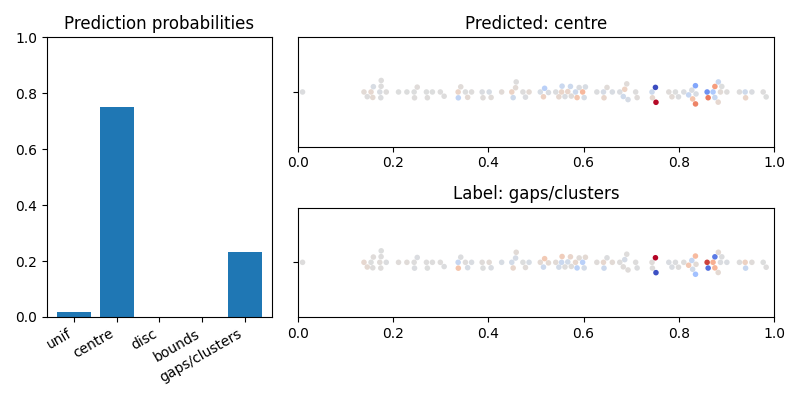 Prediction probabilities
1.0
0.8
0.6
0.4
0.2
0.0
unif
centre
disc
bounds
gaps/clusters
Predicted: centre
0.0 0.2 0.4 0.6 0.8 1.0
Label: gaps/clusters
0.0 0.2 0.4 0.6 0.8 1.0